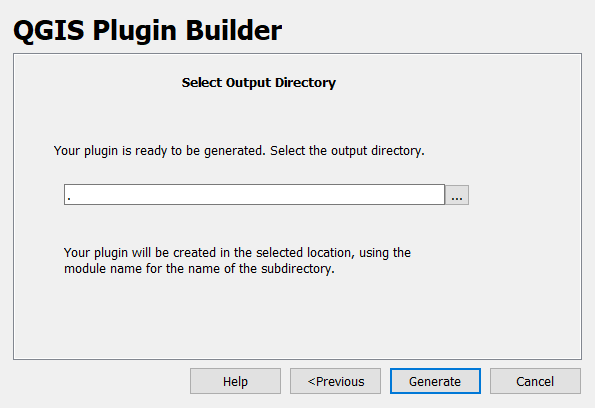 QGIS Plugin Builder
Select Output Directory
Your plugin is ready to be generated. Select the output directory.
. ...
Your plugin will be created in the selected location, using the
module name for the name of the subdirectory.
Help <Previous Generate Cancel